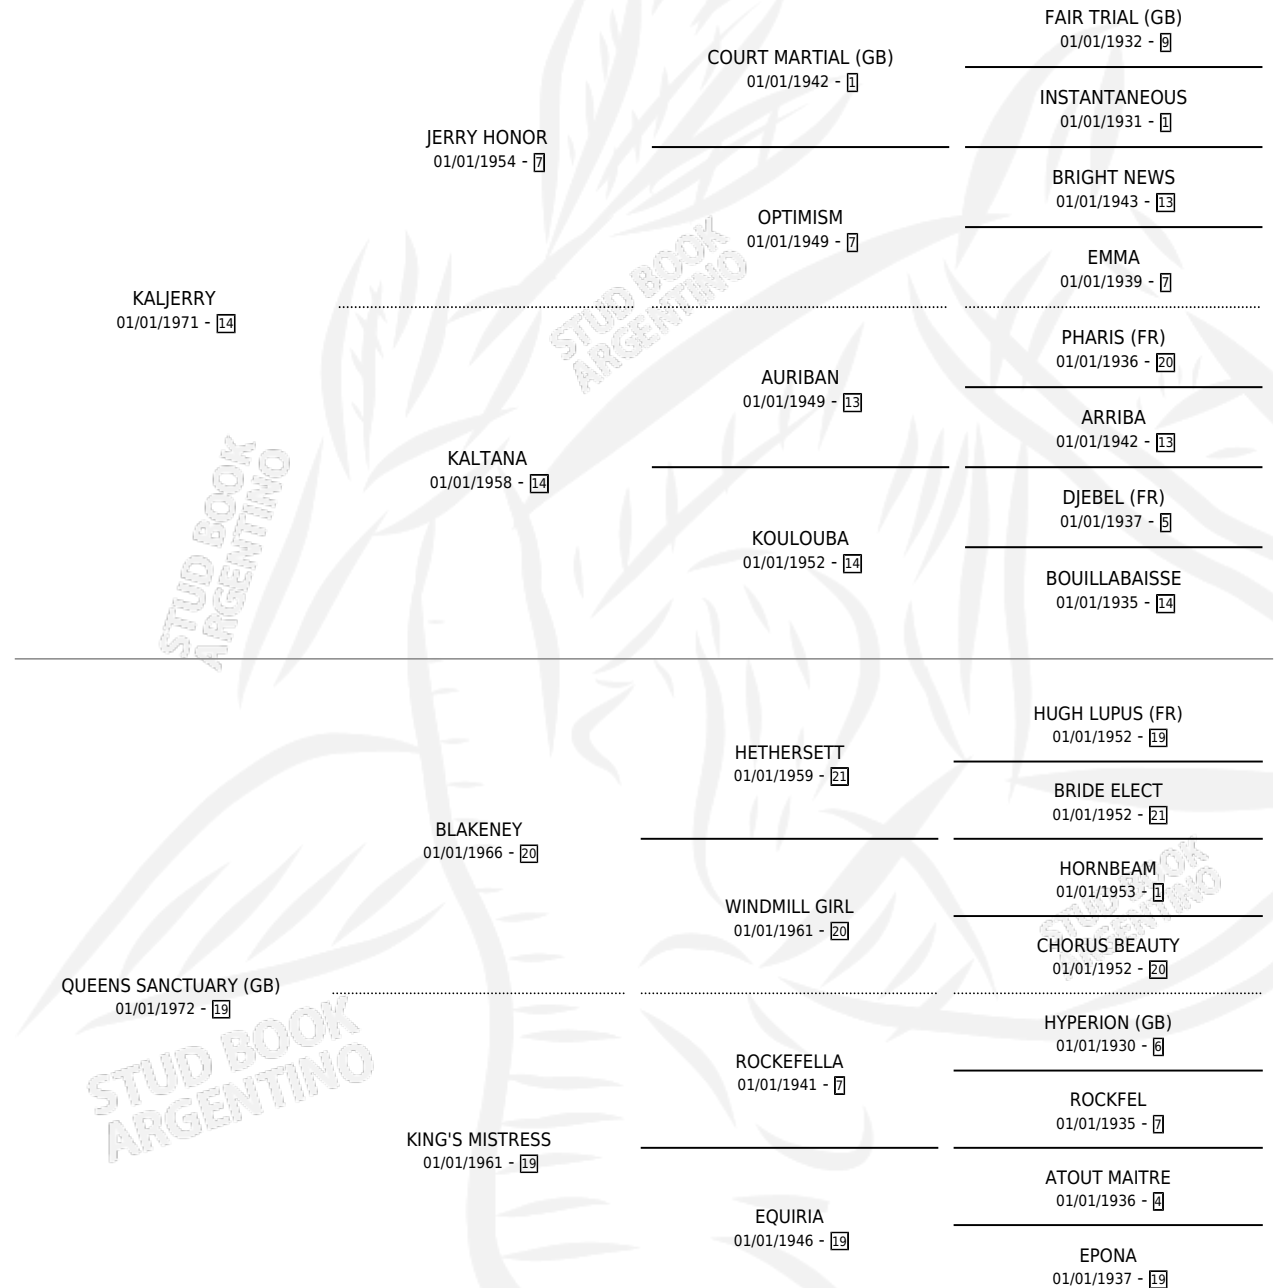 FAIR TRIAL (GB)
01/01/1932 - 9
COURT MARTIAL (GB)
01/01/1942 - 1
INSTANTANEOUS
01/01/1931 - 1
JERRY HONOR
01/01/1954 - 7
BRIGHT NEWS
01/01/1943 - 13
OPTIMISM
01/01/1949 - 7
EMMA
01/01/1939 - 7
KALJERRY
01/01/1971 - 14
PHARIS (FR)
01/01/1936 - 20
AURIBAN
01/01/1949 - 13
ARRIBA
01/01/1942 - 13
KALTANA
01/01/1958 - 14
DJEBEL (FR)
01/01/1937 - 5
KOULOUBA
01/01/1952 - 14
BOUILLABAISSE
01/01/1935 - 14
HUGH LUPUS (FR)
01/01/1952 - 19
HETHERSETT
01/01/1959 - 21
BRIDE ELECT
01/01/1952 - 21
BLAKENEY
01/01/1966 - 20
HORNBEAM
01/01/1953 - 1
WINDMILL GIRL
01/01/1961 - 20
CHORUS BEAUTY
01/01/1952 - 20
QUEENS SANCTUARY (GB)
01/01/1972 - 19
HYPERION (GB)
01/01/1930 - 6
ROCKEFELLA
01/01/1941 - 7
ROCKFEL
01/01/1935 - 7
KING'S MISTRESS
01/01/1961 - 19
ATOUT MAITRE
01/01/1936 - 4
EQUIRIA
01/01/1946 - 19
EPONA
01/01/1937 - 19
STUD BOOK
ARGENTINO
STUD BOOK
ARGENTINO
STUD BOOK
ARGENTINO
STUD BOOK
ARGENTINO